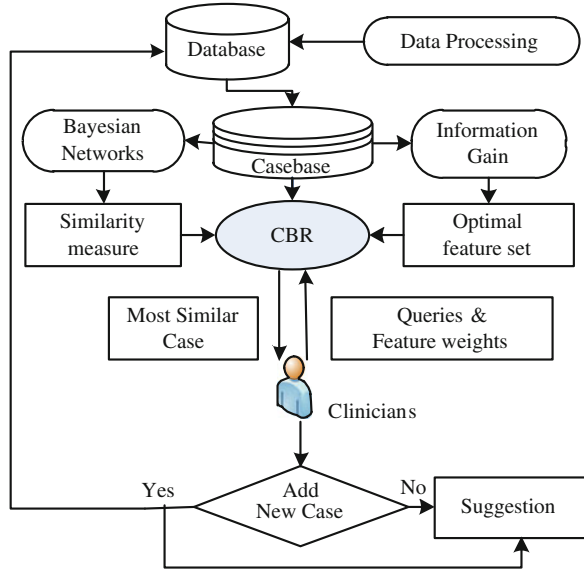 Database
Data Processing
Bayesian
Networks
Casebase
Information
Gain
Similarity
measure
CBR
Optimal
feature set
Most Similar
Case
Queries &
Feature weights
Clinicians
Yes
Add
New Case
No
Suggestion